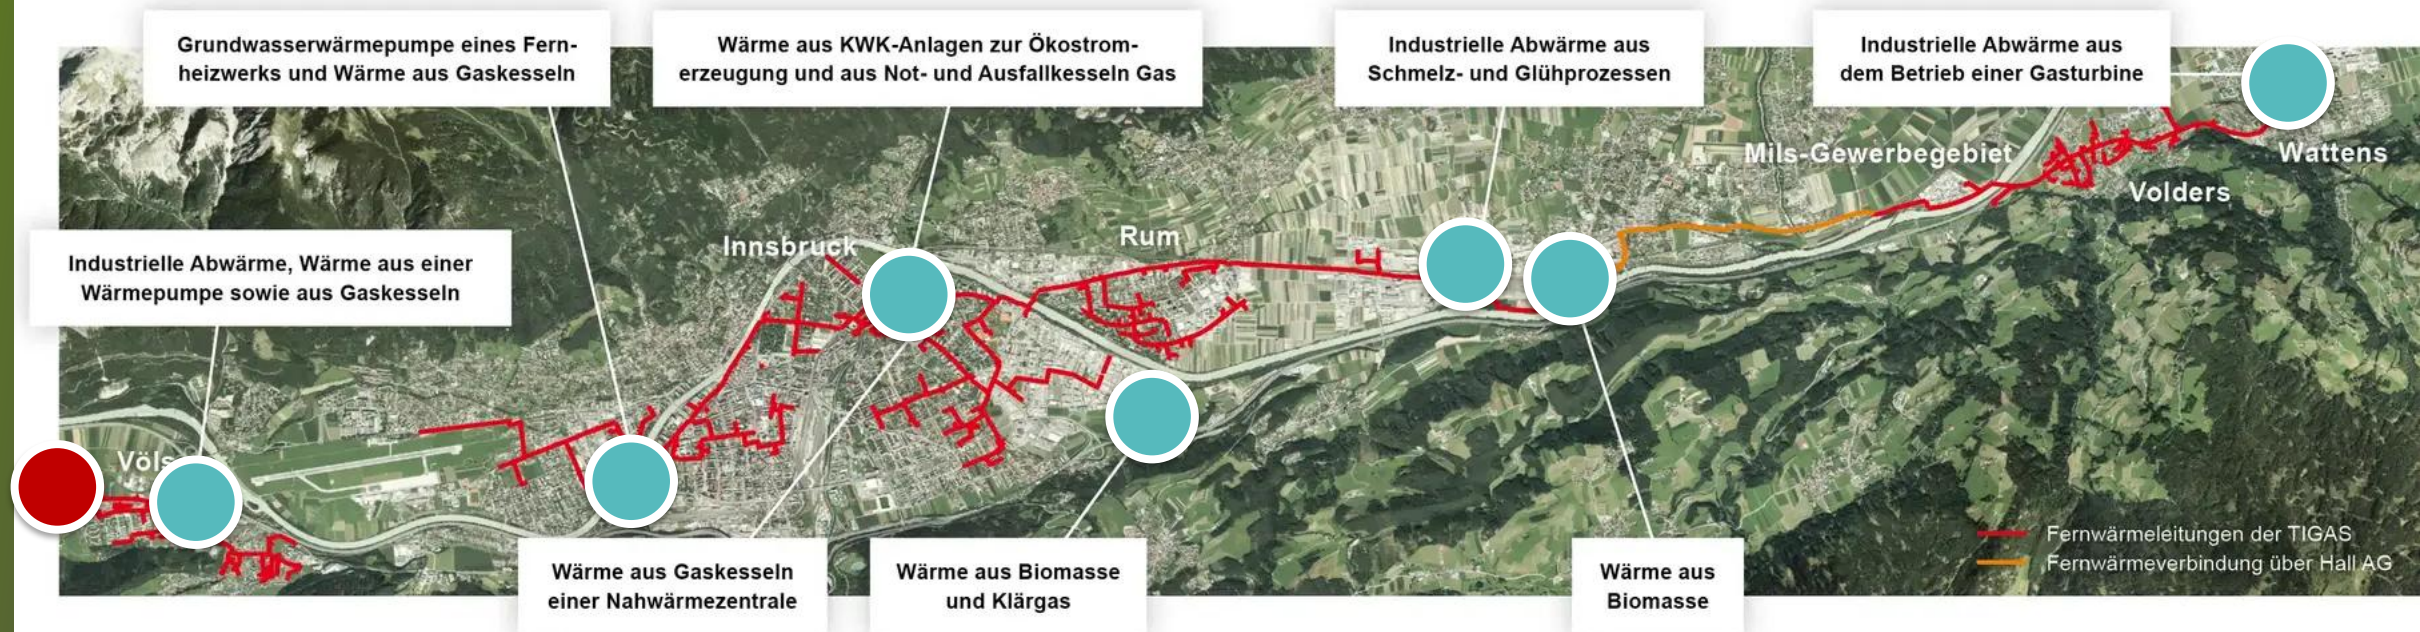 Grundwasserwärmepumpe eines Fern-
heizwerks und Wärme aus Gaskesseln
Wärme aus KWK-Anlagen zur Ökostrom-
erzeugung und aus Not- und Ausfallkesseln Gas
Industrielle Abwärme aus
Schmelz- und Glühprozessen
Industrielle Abwärme aus
dem Betrieb einer Gasturbine
Mils-Gewerbegebiet
Wattens
Volders
Innsbruck
Rum
Industrielle Abwärme, Wärme aus einer
Wärmepumpe sowie aus Gaskesseln
Völs
Wärme aus Gaskesseln
einer Nahwärmezentrale
Wärme aus Biomasse
und Klärgas
Wärme aus
Biomasse
Fernwärmeleitungen der TIGAS
Fernwärmeverbindung über Hall AG